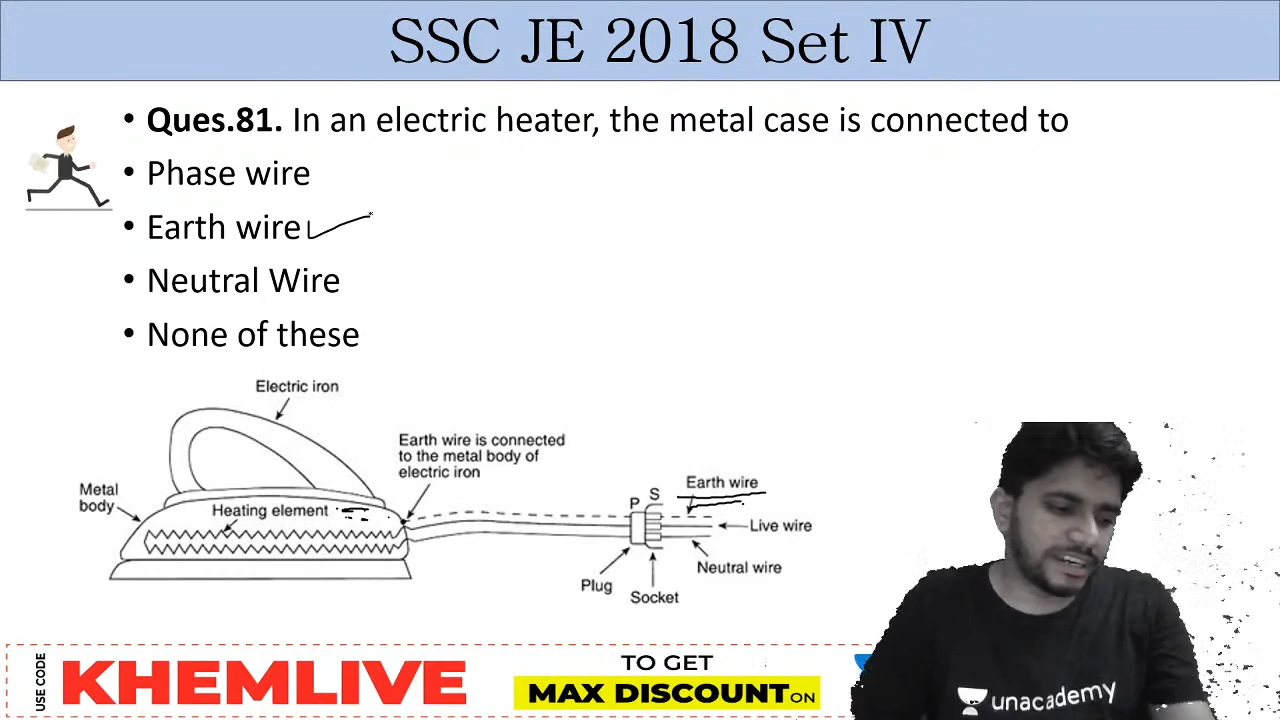 SSC JE 2018 Set IV
• Ques.81. In an electric heater, the metal case is connected to
• Phase wire
• Earth wire
• Neutral Wire
• None of these
Electric iron
Earth wire is connected
to the metal body of
electric iron
Metal
body
Heating element
P
S
Earth wire
Live wire
Neutral wire
Plug
Socket
USE CODE
KHEMLIVE
TO GET
MAX DISCOUNT ON
unacademy